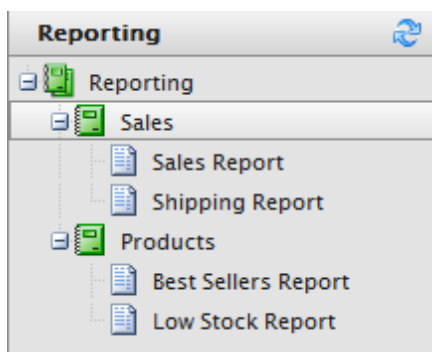 Reporting
Reporting
Sales
Sales Report
Shipping Report
Products
Best Sellers Report
Low Stock Report